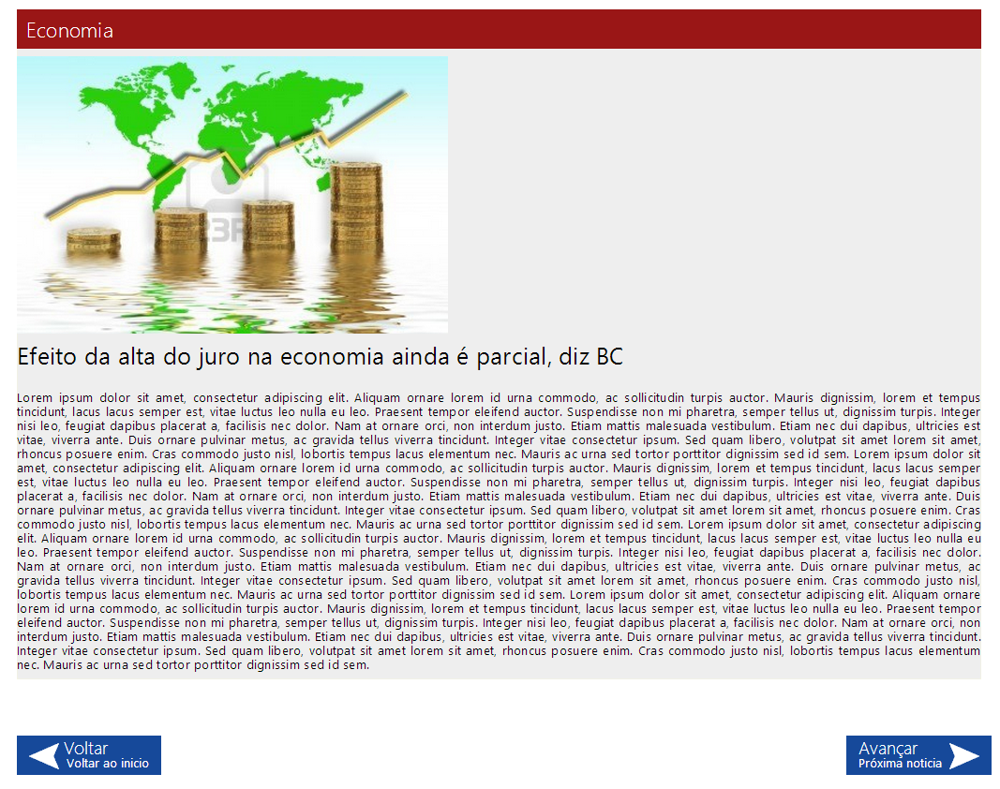 Economia
Efeito da alta do juro na economia ainda é parcial, diz BC
Lorem ipsum dolor sit amet, consectetur adipiscing elit. Aliquam ornare lorem id urna commodo, ac sollicitudin turpis auctor. Mauris dignissim, lorem et tempus
tincidunt, lacus lacus semper est, vitae luctus leo nulla eu leo. Praesent tempor eleifend auctor. Suspendisse non mi pharetra, semper tellus ut, dignissim turpis. Integer
nisi leo, feugiat dapibus placerat a, facilisis nec dolor. Nam at ornare orci, non interdum justo. Etiam mattis malesuada vestibulum. Etiam nec dui dapibus, ultricies est
vitae, viverra ante. Duis ornare pulvinar metus, ac gravida tellus viverra tincidunt. Integer vitae consectetur ipsum. Sed quam libero, volutpat sit amet lorem sit amet,
rhoncus posuere enim. Cras commodo justo nisl, lobortis tempus lacus elementum nec. Mauris ac urna sed tortor porttitor dignissim sed id sem. Lorem ipsum dolor sit
amet, consectetur adipiscing elit. Aliquam ornare lorem id urna commodo, ac sollicitudin turpis auctor. Mauris dignissim, lorem et tempus tincidunt, lacus lacus semper
est, vitae luctus leo nulla eu leo. Praesent tempor eleifend auctor. Suspendisse non mi pharetra, semper tellus ut, dignissim turpis. Integer nisi leo, feugiat dapibus
placerat a, facilisis nec dolor. Nam at ornare orci, non interdum justo. Etiam mattis malesuada vestibulum. Etiam nec dui dapibus, ultricies est vitae, viverra ante. Duis
ornare pulvinar metus, ac gravida tellus viverra tincidunt. Integer vitae consectetur ipsum. Sed quam libero, volutpat sit amet lorem sit amet, rhoncus posuere enim. Cras
commodo justo nisl, lobortis tempus lacus elementum nec. Mauris ac urna sed tortor porttitor dignissim sed id sem. Lorem ipsum dolor sit amet, consectetur adipiscing
elit. Aliquam ornare lorem id urna commodo, ac sollicitudin turpis auctor. Mauris dignissim, lorem et tempus tincidunt, lacus lacus semper est, vitae luctus leo nulla eu
leo. Praesent tempor eleifend auctor. Suspendisse non mi pharetra, semper tellus ut, dignissim turpis. Integer nisi leo, feugiat dapibus placerat a, facilisis nec dolor.
Nam at ornare orci, non interdum justo. Etiam mattis malesuada vestibulum. Etiam nec dui dapibus, ultricies est vitae, viverra ante. Duis ornare pulvinar metus, ac
gravida tellus viverra tincidunt. Integer vitae consectetur ipsum. Sed quam libero, volutpat sit amet lorem sit amet, rhoncus posuere enim. Cras commodo justo nisl,
lobortis tempus lacus elementum nec. Mauris ac urna sed tortor porttitor dignissim sed id sem. Lorem ipsum dolor sit amet, consectetur adipiscing elit. Aliquam ornare
lorem id urna commodo, ac sollicitudin turpis auctor. Mauris dignissim, lorem et tempus tincidunt, lacus lacus semper est, vitae luctus leo nulla eu leo. Praesent tempor
eleifend auctor. Suspendisse non mi pharetra, semper tellus ut, dignissim turpis. Integer nisi leo, feugiat dapibus placerat a, facilisis nec dolor. Nam at ornare orci, non
interdum justo. Etiam mattis malesuada vestibulum. Etiam nec dui dapibus, ultricies est vitae, viverra ante. Duis ornare pulvinar metus, ac gravida tellus viverra tincidunt.
Integer vitae consectetur ipsum. Sed quam libero, volutpat sit amet lorem sit amet, rhoncus posuere enim. Cras commodo justo nisl, lobortis tempus lacus elementum
nec. Mauris ac urna sed tortor porttitor dignissim sed id sem.
Voltar
Voltar ao inicio
Avançar
Próxima noticia